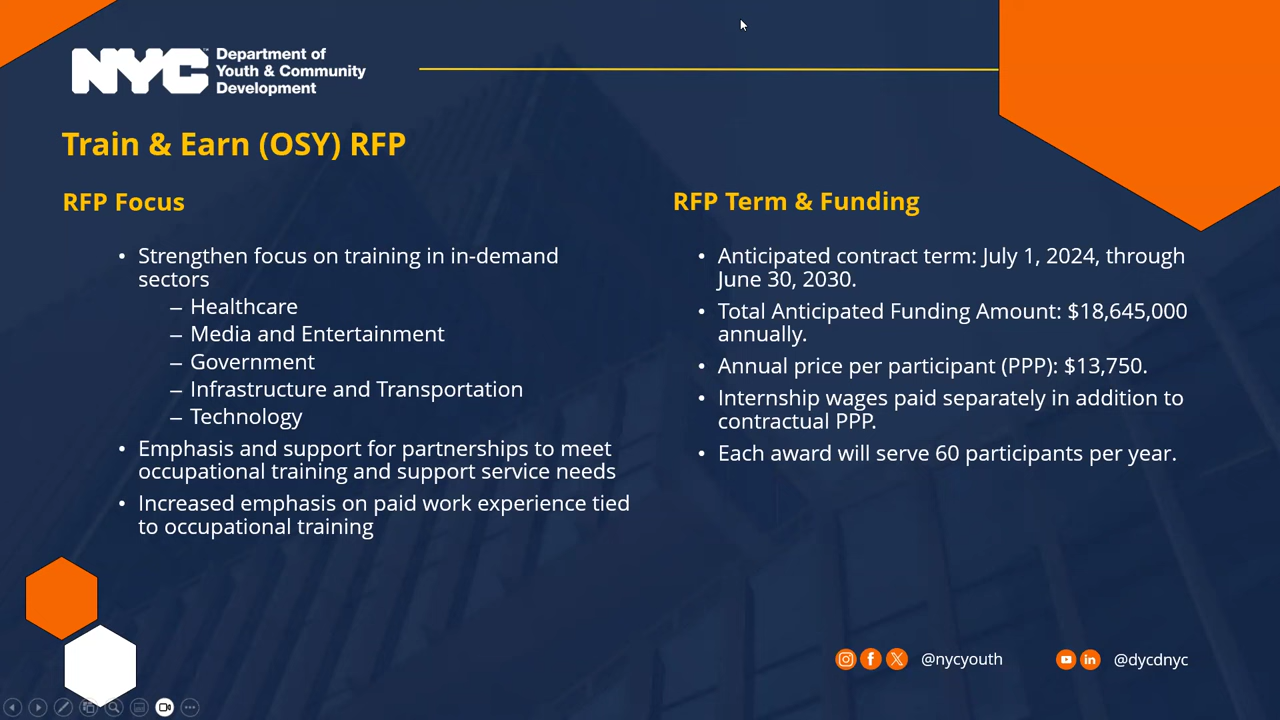 NYC Department of
Youth & Community
Development
Train & Earn (OSY) RFP
RFP Focus
• Strengthen focus on training in in-demand
sectors
– Healthcare
– Media and Entertainment
– Government
– Infrastructure and Transportation
– Technology
• Emphasis and support for partnerships to meet
occupational training and support service needs
• Increased emphasis on paid work experience tied
to occupational training
RFP Term & Funding
• Anticipated contract term: July 1, 2024, through
June 30, 2030.
• Total Anticipated Funding Amount: $18,645,000
annually.
• Annual price per participant (PPP): $13,750.
• Internship wages paid separately in addition to
contractual PPP.
• Each award will serve 60 participants per year.
@nycyouth
@dycdnyc